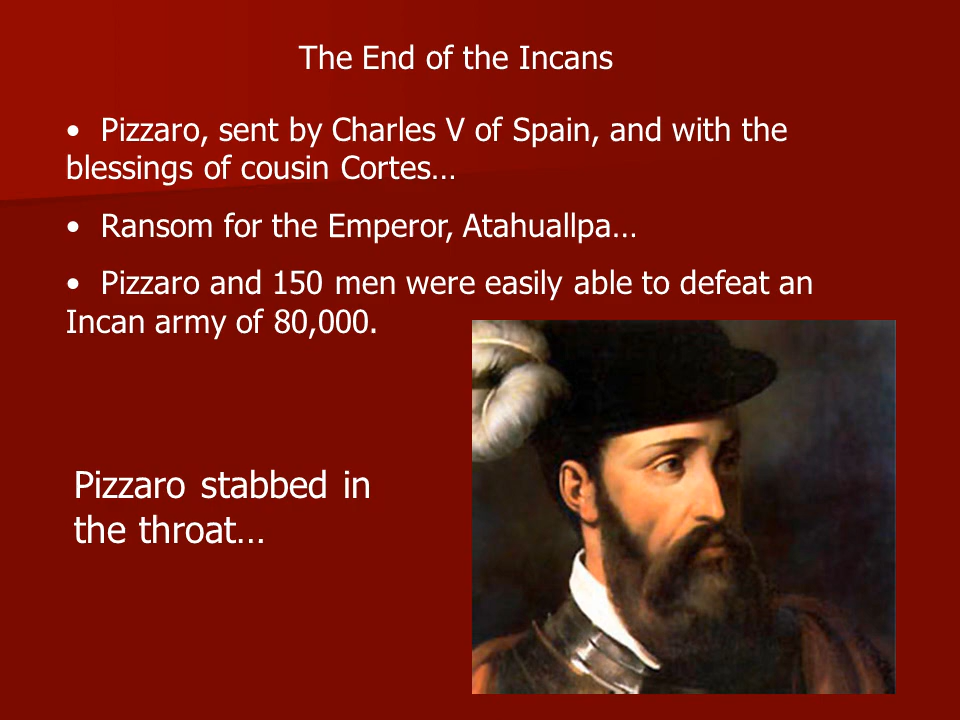 The End of the Incans
• Pizzaro, sent by Charles V of Spain, and with the
blessings of cousin Cortes…
• Ransom for the Emperor, Atahuallpa…
• Pizzaro and 150 men were easily able to defeat an
Incan army of 80,000.
Pizzaro stabbed in
the throat…